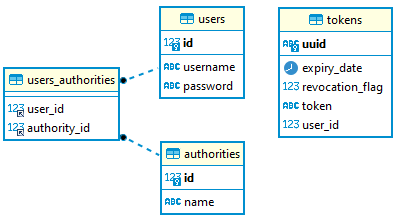 users
123 id
ABC username
ABC password
users_authorities
123 user_id
123 authority_id
authorities
123 id
ABC name
tokens
ABC uuid
expiry_date
123 revocation_flag
ABC token
123 user_id